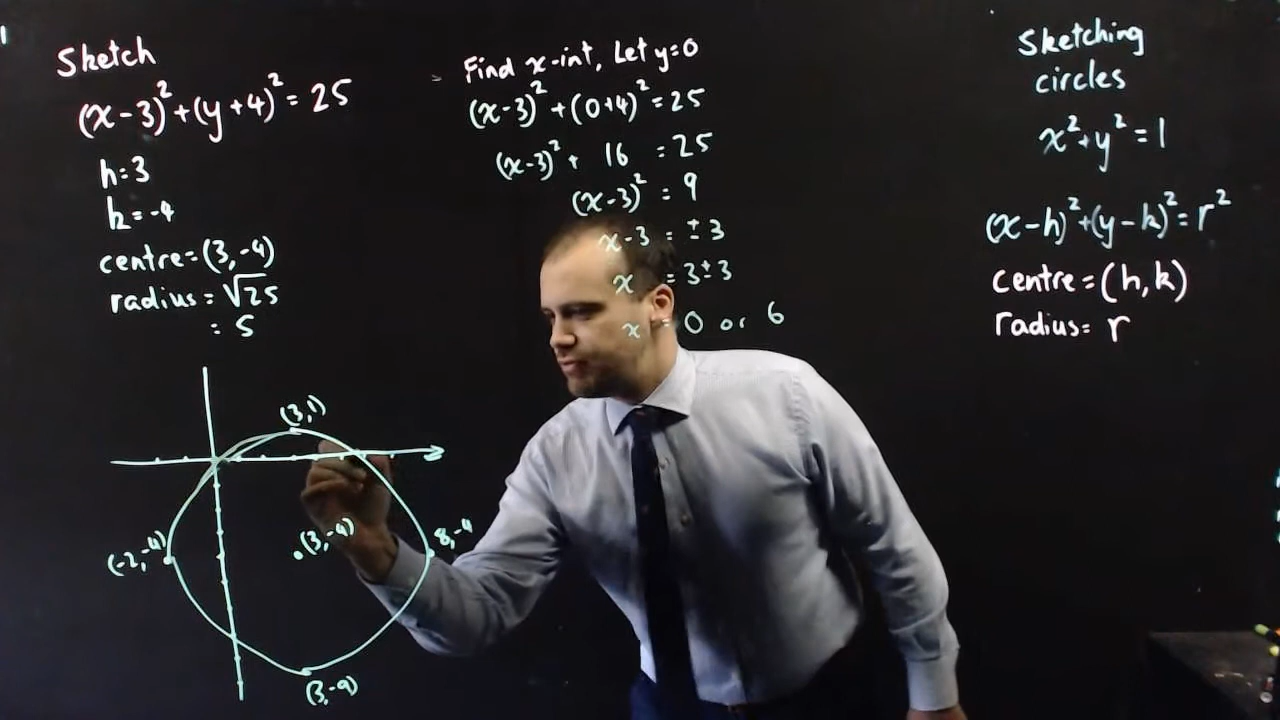 Sketch
(x-3)²+(y+4)²=25
h=3
k=-4
centre=(3,-4)
radius=√25
=5
(3,1)
(-2,-4)
(3,-4)
8,-4
(3,-9)
Find x-int, Let y=0
(x-3)²+(0+4)²=25
(x-3)²+ 16 =25
(x-3)²=9
x-3=±3
x =3±3
x 0 or 6
Sketching
circles
x²+y²=1
(x-h)²+(y-k)²=r²
centre=(h,k)
radius=r